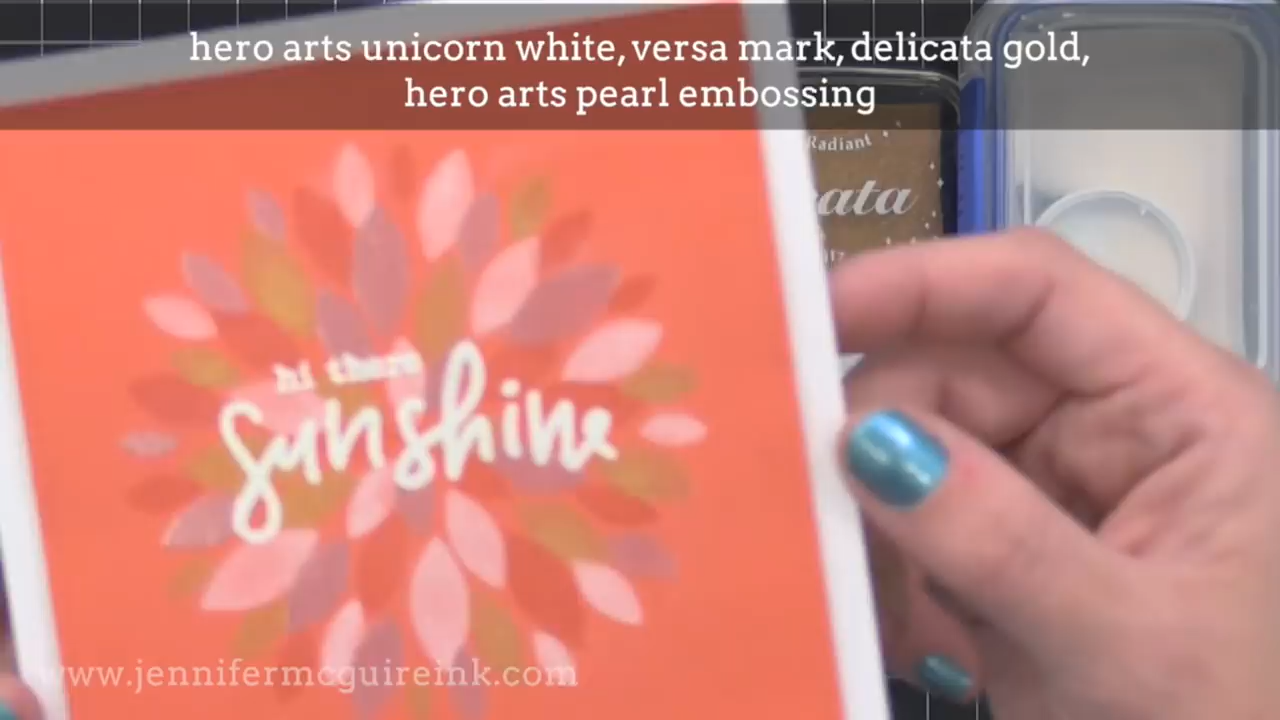 hero arts unicorn white, versa mark, delicata gold,
hero arts pearl embossing
Radiant
hi there
sunshine
www.jennifermcguireink.com